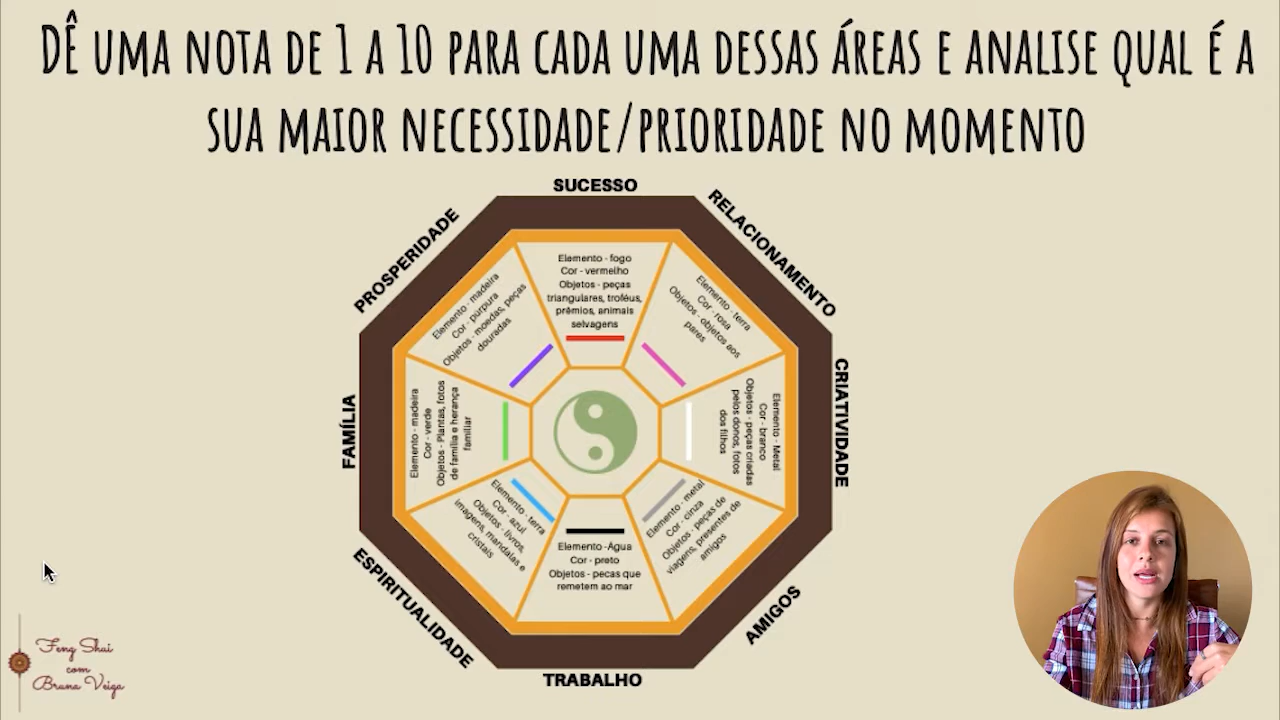 DÊ UMA NOTA DE 1 A 10 PARA CADA UMA DESSAS ÁREAS E ANALISE QUAL É A
SUA MAIOR NECESSIDADE/PRIORIDADE NO MOMENTO
SUCESSO
Elemento - fogo
Cor - vermelho
Objetos - peças
triangulares, troféus,
prêmios, animais
selvagens
RELACIONAMENTO
Elemento - terra
Cor - rosa
Objetos - objetos aos
pares
CRIATIVIDADE
Elemento - Metal
Cor - branco
Objetos - peças criadas
pelos donos, fotos
dos filhos
AMIGOS
Elemento - metal
Cor - cinza
Objetos - peças de
viagens, presentes de
amigos
TRABALHO
Elemento -Água
Cor - preto
Objetos - pecas que
remetem ao mar
ESPIRITUALIDADE
Elemento - terra
Cor - azul
Objetos - livros,
imagens, mandalas e
cristais
FAMÍLIA
Elemento - madeira
Cor - verde
Objetos - Plantas, fotos
de família e herança
familiar
PROSPERIDADE
Elemento - madeira
Cor - púrpura
Objetos - moedas, peças
douradas
Feng Shui
com
Bruna Veiga